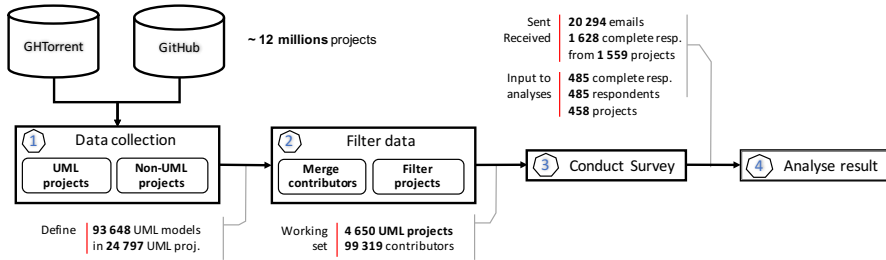 GHTorrent
GitHub
~ 12 millions projects
Sent 20 294 emails
Received 1 628 complete resp.
from 1 559 projects
Input to 485 complete resp.
analyses 485 respondents
458 projects
1 Data collection
UML projects
Non-UML projects
2 Filter data
Merge contributors
Filter projects
3 Conduct Survey
4 Analyse result
Define 93 648 UML models
in 24 797 UML proj.
Working 4 650 UML projects
set 99 319 contributors